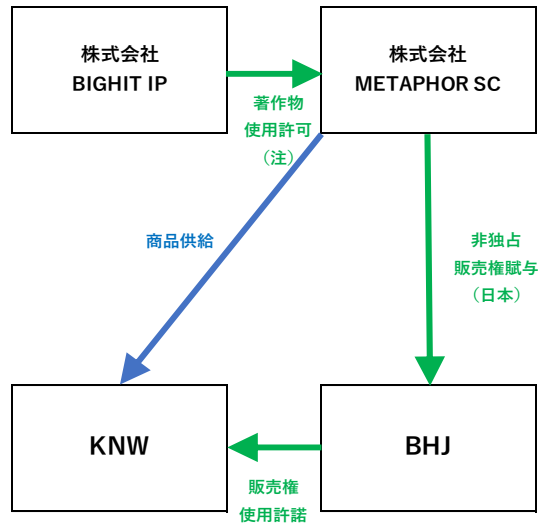 株式会社
BIGHIT IP
株式会社
METAPHOR SC
著作物
使用許可
（注）
商品供給
非独占
販売権賦与
（日本）
KNW
BHJ
販売権
使用許諾